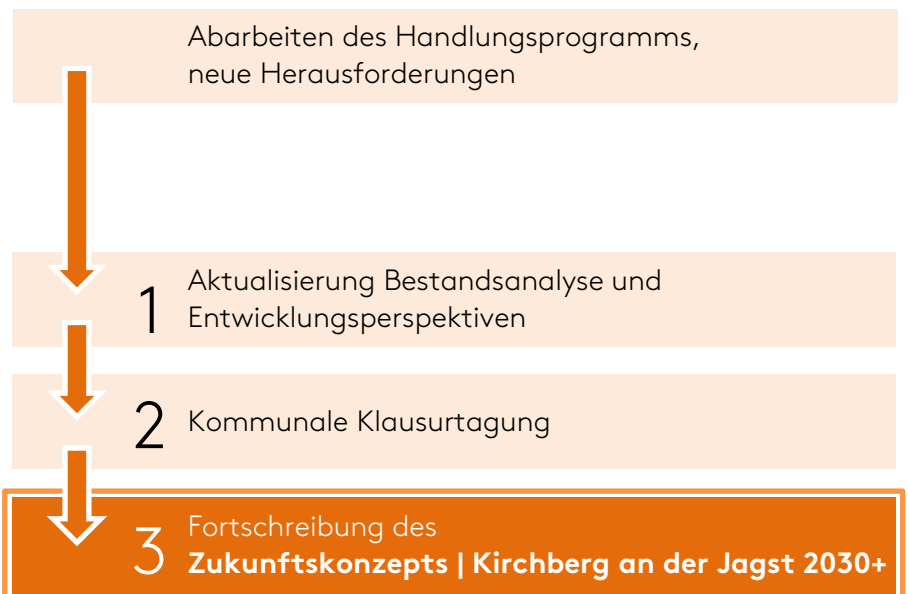 Abarbeiten des Handlungsprogramms,
neue Herausforderungen
1
Aktualisierung Bestandsanalyse und
Entwicklungsperspektiven
2 Kommunale Klausurtagung
3
Fortschreibung des
Zukunftskonzepts | Kirchberg an der Jagst 2030+